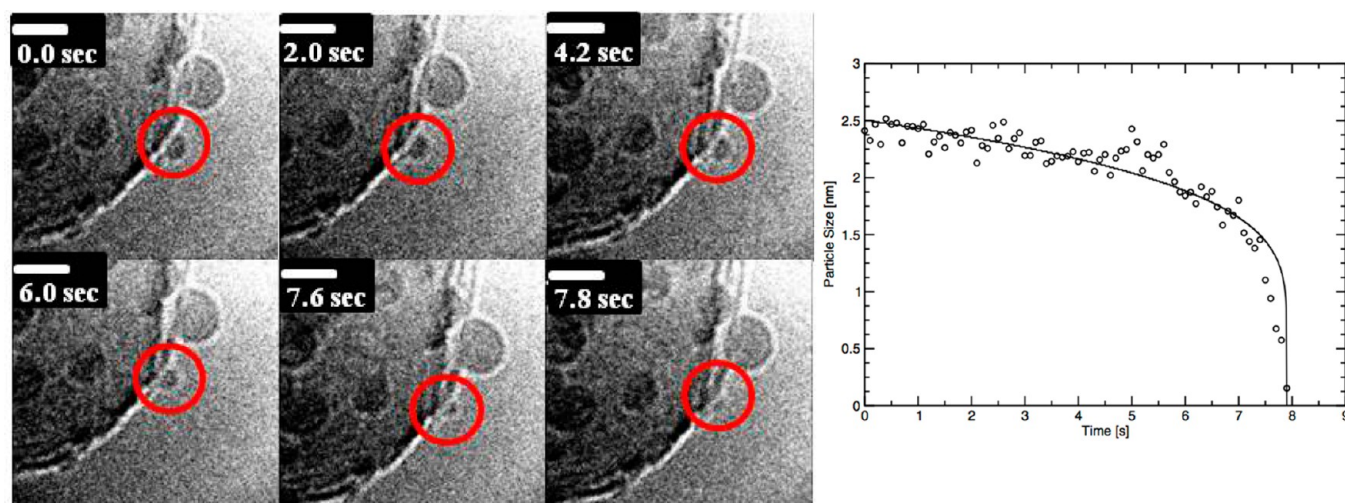 0.0 sec
2.0 sec
4.2 sec
6.0 sec
7.6 sec
7.8 sec
Particle Size [nm]
3
2.5
2
1.5
1
0.5
0
0 1 2 3 4 5 6 7 8 9
Time [s]